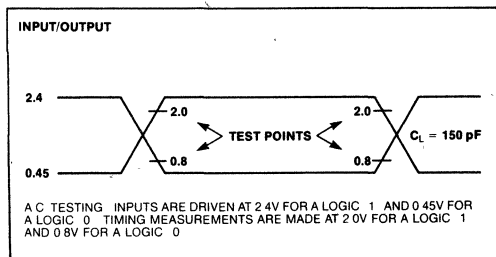 INPUT/OUTPUT
2.4
2.0
2.0
TEST POINTS
CL = 150 pF
0.8
0.8
0.45
A C TESTING INPUTS ARE DRIVEN AT 2 4V FOR A LOGIC 1 AND 0 45V FOR
A LOGIC 0 TIMING MEASUREMENTS ARE MADE AT 2 0V FOR A LOGIC 1
AND 0 8V FOR A LOGIC 0